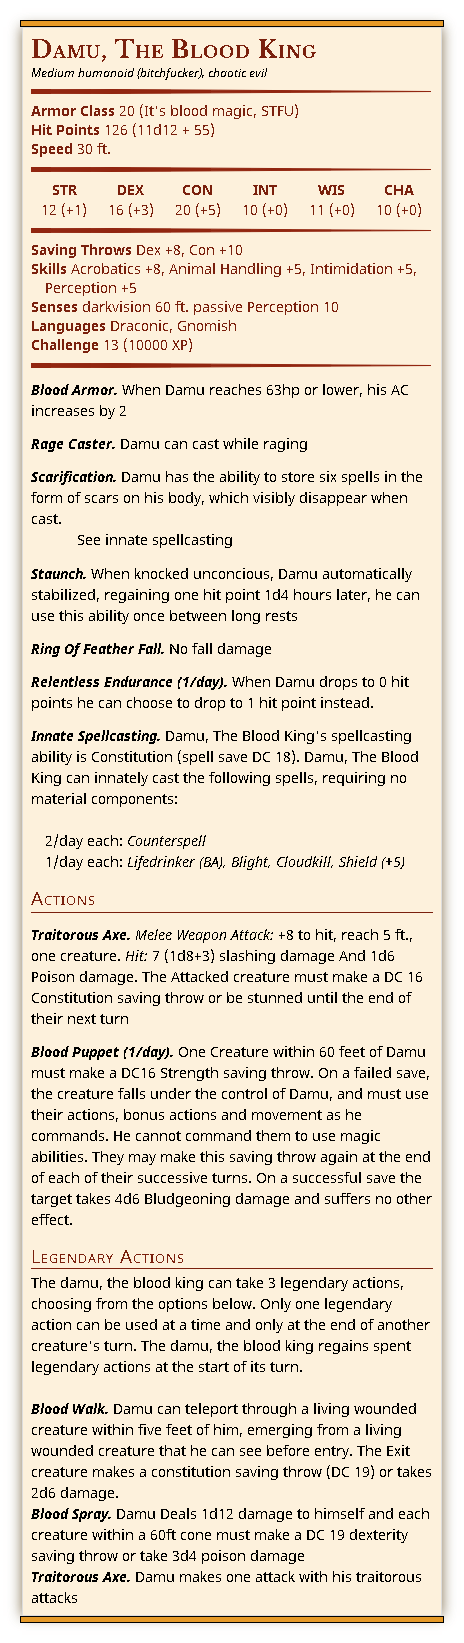 Damu, The Blood King
Medium humanoid (bitchfucker), chaotic evil
Armor Class 20 (It's blood magic, STFU)
Hit Points 126 (11d12 + 55)
Speed 30 ft.
STR DEX CON INT WIS CHA
12 (+1) 16 (+3) 20 (+5) 10 (+0) 11 (+0) 10 (+0)
Saving Throws Dex +8, Con +10
Skills Acrobatics +8, Animal Handling +5, Intimidation +5,
Perception +5
Senses darkvision 60 ft. passive Perception 10
Languages Draconic, Gnomish
Challenge 13 (10000 XP)
Blood Armor. When Damu reaches 63hp or lower, his AC
increases by 2
Rage Caster. Damu can cast while raging
Scarification. Damu has the ability to store six spells in the
form of scars on his body, which visibly disappear when
cast.
See innate spellcasting
Staunch. When knocked unconcious, Damu automatically
stabilized, regaining one hit point 1d4 hours later, he can
use this ability once between long rests
Ring Of Feather Fall. No fall damage
Relentless Endurance (1/day). When Damu drops to 0 hit
points he can choose to drop to 1 hit point instead.
Innate Spellcasting. Damu, The Blood King's spellcasting
ability is Constitution (spell save DC 18). Damu, The Blood
King can innately cast the following spells, requiring no
material components:
2/day each: Counterspell
1/day each: Lifedrinker (BA), Blight, Cloudkill, Shield (+5)
Actions
Traitorous Axe. Melee Weapon Attack: +8 to hit, reach 5 ft.,
one creature. Hit: 7 (1d8+3) slashing damage And 1d6
Poison damage. The Attacked creature must make a DC 16
Constitution saving throw or be stunned until the end of
their next turn
Blood Puppet (1/day). One Creature within 60 feet of Damu
must make a DC16 Strength saving throw. On a failed save,
the creature falls under the control of Damu, and must use
their actions, bonus actions and movement as he
commands. He cannot command them to use magic
abilities. They may make this saving throw again at the end
of each of their successive turns. On a successful save the
target takes 4d6 Bludgeoning damage and suffers no other
effect.
Legendary Actions
The damu, the blood king can take 3 legendary actions,
choosing from the options below. Only one legendary
action can be used at a time and only at the end of another
creature's turn. The damu, the blood king regains spent
legendary actions at the start of its turn.
Blood Walk. Damu can teleport through a living wounded
creature within five feet of him, emerging from a living
wounded creature that he can see before entry. The Exit
creature makes a constitution saving throw (DC 19) or takes
2d6 damage.
Blood Spray. Damu Deals 1d12 damage to himself and each
creature within a 60ft cone must make a DC 19 dexterity
saving throw or take 3d4 poison damage
Traitorous Axe. Damu makes one attack with his traitorous
attacks